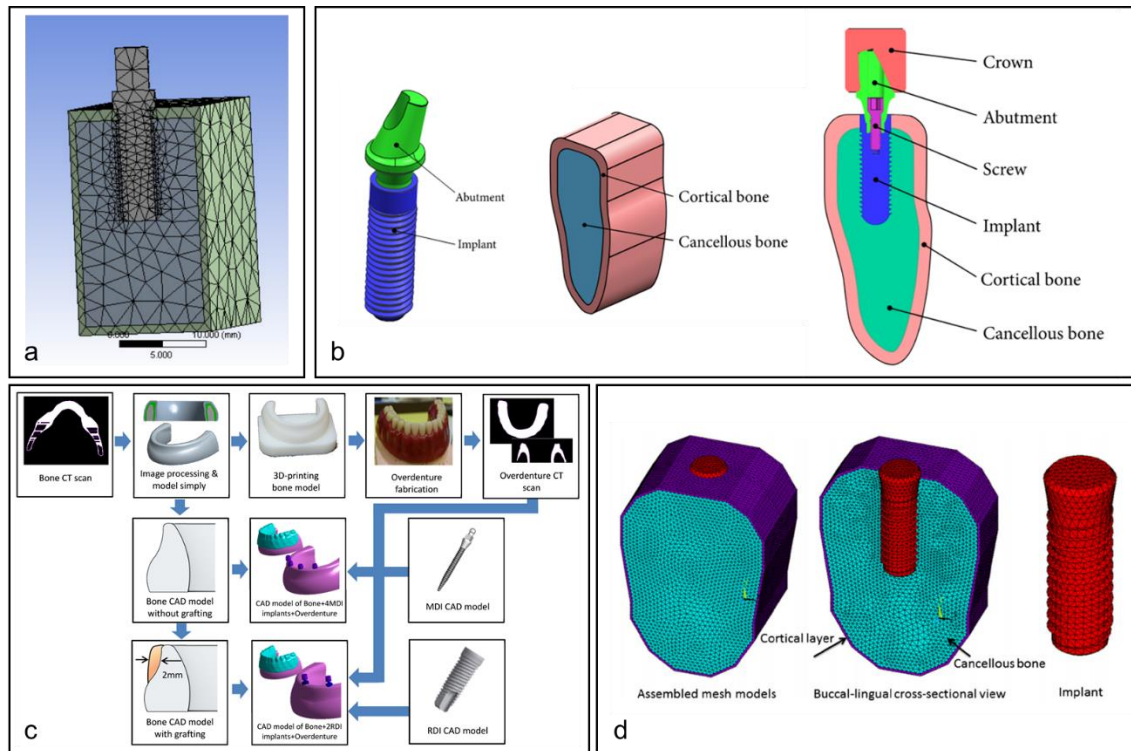 0.000
10.000 (mm)
5.000
a
Abutment
Implant
Cortical bone
Cancellous bone
Crown
Abutment
Screw
Implant
Cortical bone
Cancellous bone
b
Bone CT scan
Image processing &
model simply
3D-printing
bone model
Overdenture
fabrication
Overdenture CT
scan
Bone CAD model
without grafting
CAD model of Bone+4MDI
implants+Overdenture
MDI CAD model
2mm
Bone CAD model
with grafting
CAD model of Bone+2RDI
implants+Overdenture
RDI CAD model
c
Cortical layer
Cancellous bone
Assembled mesh models
Buccal-lingual cross-sectional view
Implant
d